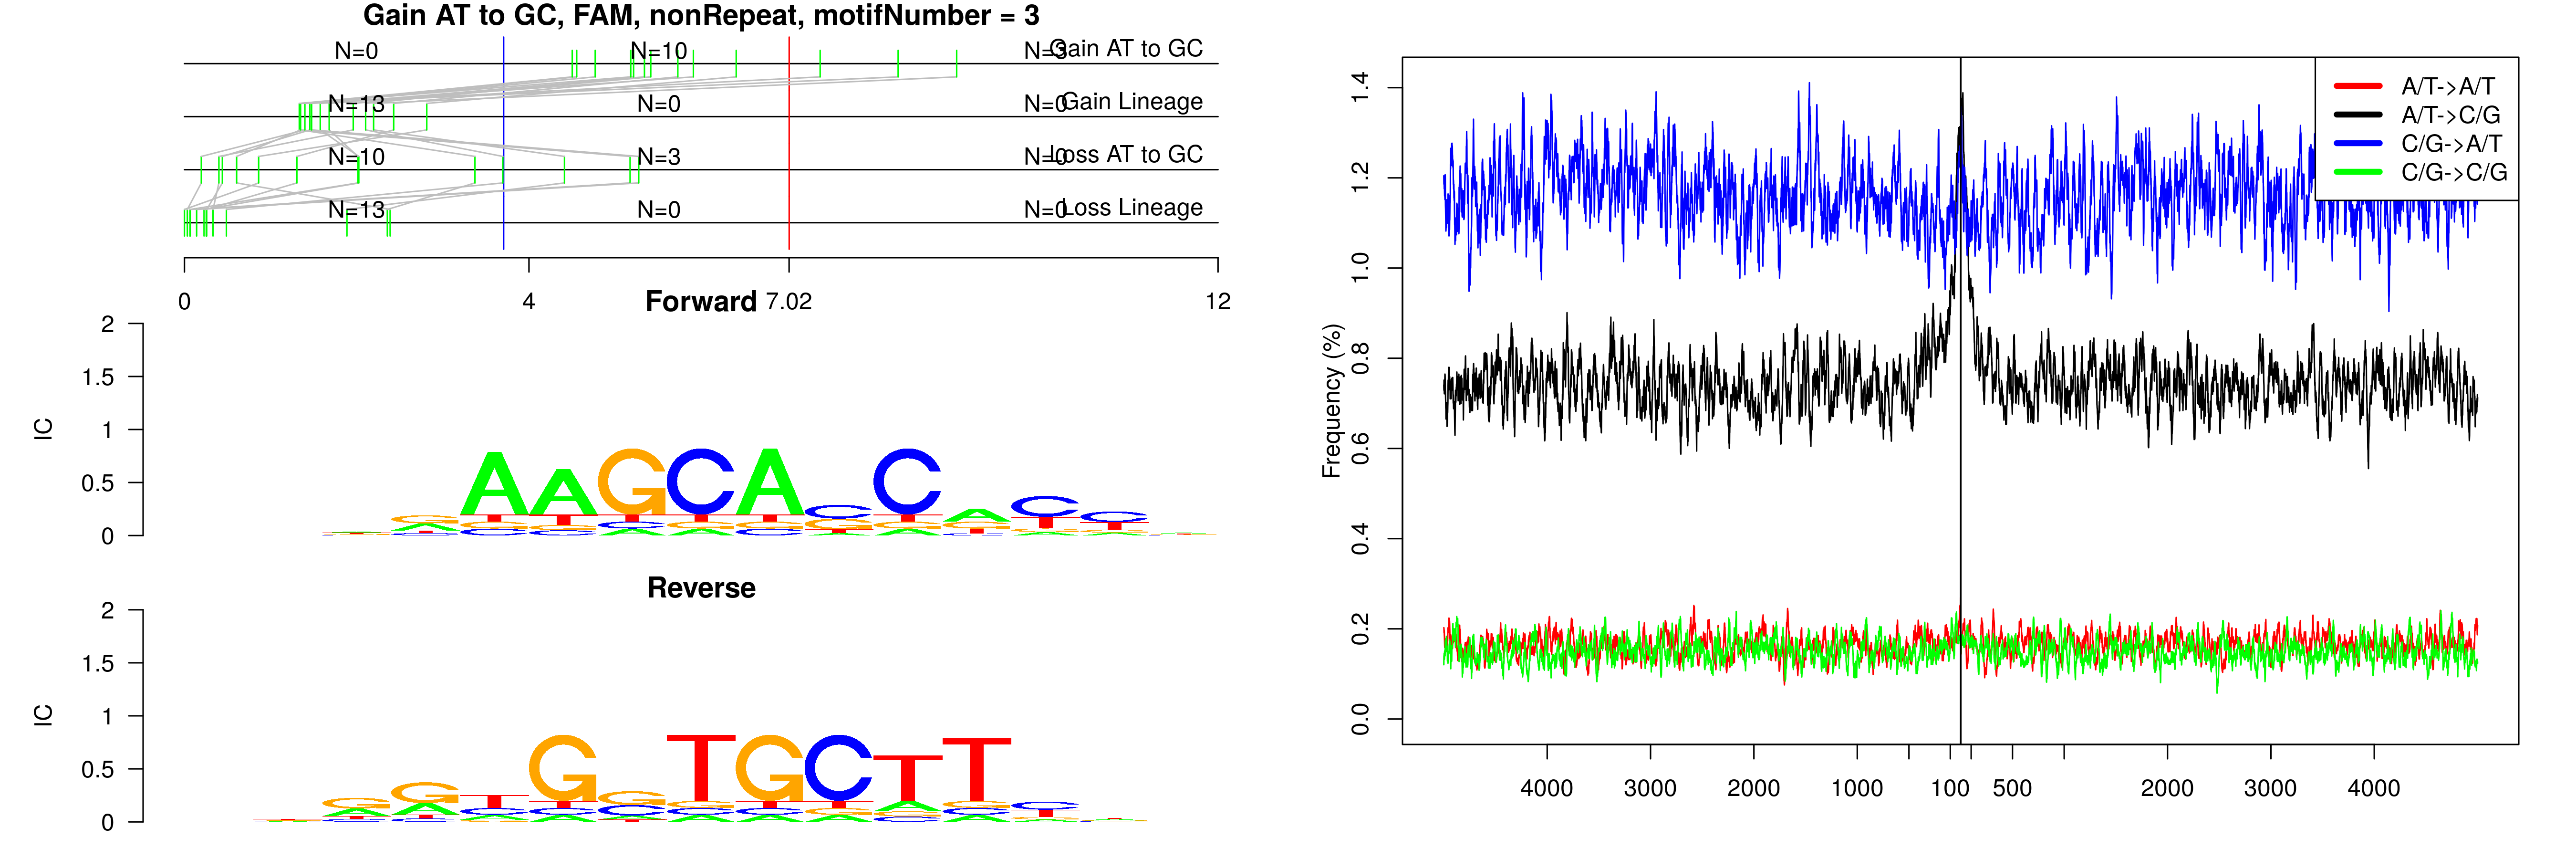 Gain AT to GC, FAM, nonRepeat, motifNumber = 3
N=0 N=10 N=3 Gain AT to GC
N=13 N=0 N=0 Gain Lineage
N=10 N=3 N=0 Loss AT to GC
N=13 N=0 N=0 Loss Lineage
0 4 7.02 12
Forward
IC
2
1.5
1
0.5
0
AAGCACCACC
Reverse
IC
2
1.5
1
0.5
0
GGTGGTGCTTC
Frequency (%)
1.4
1.2
1.0
0.8
0.6
0.4
0.2
0.0
4000 3000 2000 1000 100 500 2000 3000 4000
A/T->A/T
A/T->C/G
C/G->A/T
C/G->C/G